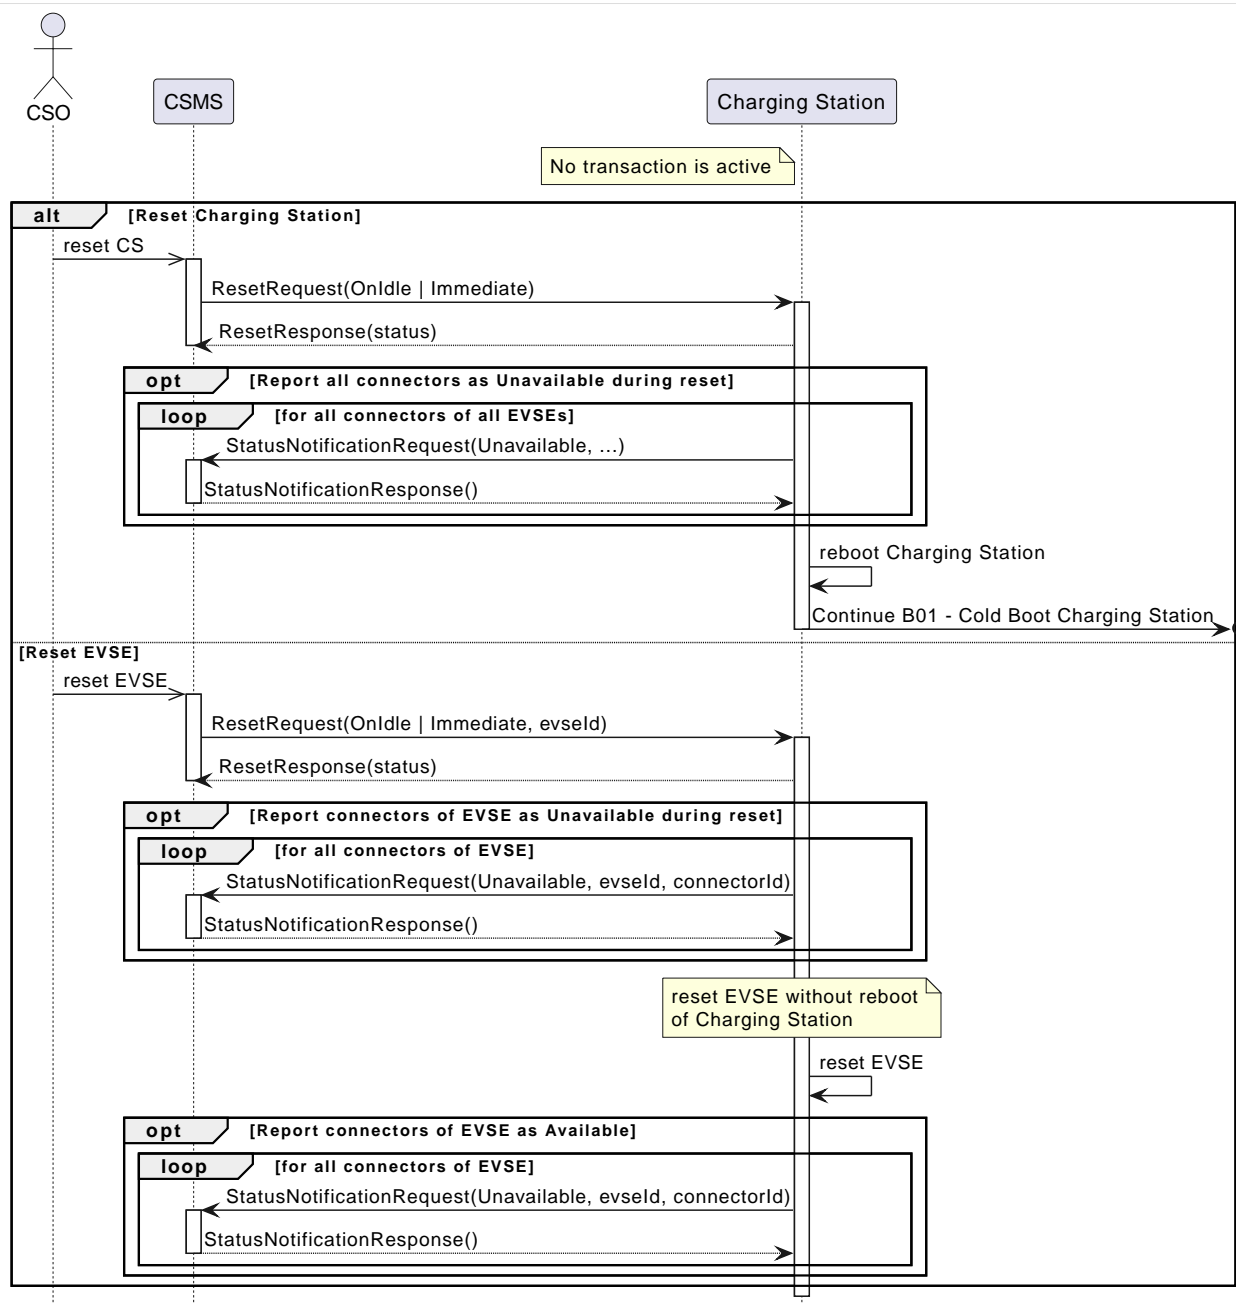 CSO
CSMS
Charging Station
No transaction is active
alt
[Reset Charging Station]
reset CS
ResetRequest(OnIdle | Immediate)
ResetResponse(status)
opt
[Report all connectors as Unavailable during reset]
loop
[for all connectors of all EVSEs]
StatusNotificationRequest(Unavailable, ...)
StatusNotificationResponse()
reboot Charging Station
Continue B01 - Cold Boot Charging Station
[Reset EVSE]
reset EVSE
ResetRequest(OnIdle | Immediate, evseId)
ResetResponse(status)
opt
[Report connectors of EVSE as Unavailable during reset]
loop
[for all connectors of EVSE]
StatusNotificationRequest(Unavailable, evseId, connectorId)
StatusNotificationResponse()
reset EVSE without reboot
of Charging Station
reset EVSE
opt
[Report connectors of EVSE as Available]
loop
[for all connectors of EVSE]
StatusNotificationRequest(Unavailable, evseId, connectorId)
StatusNotificationResponse()